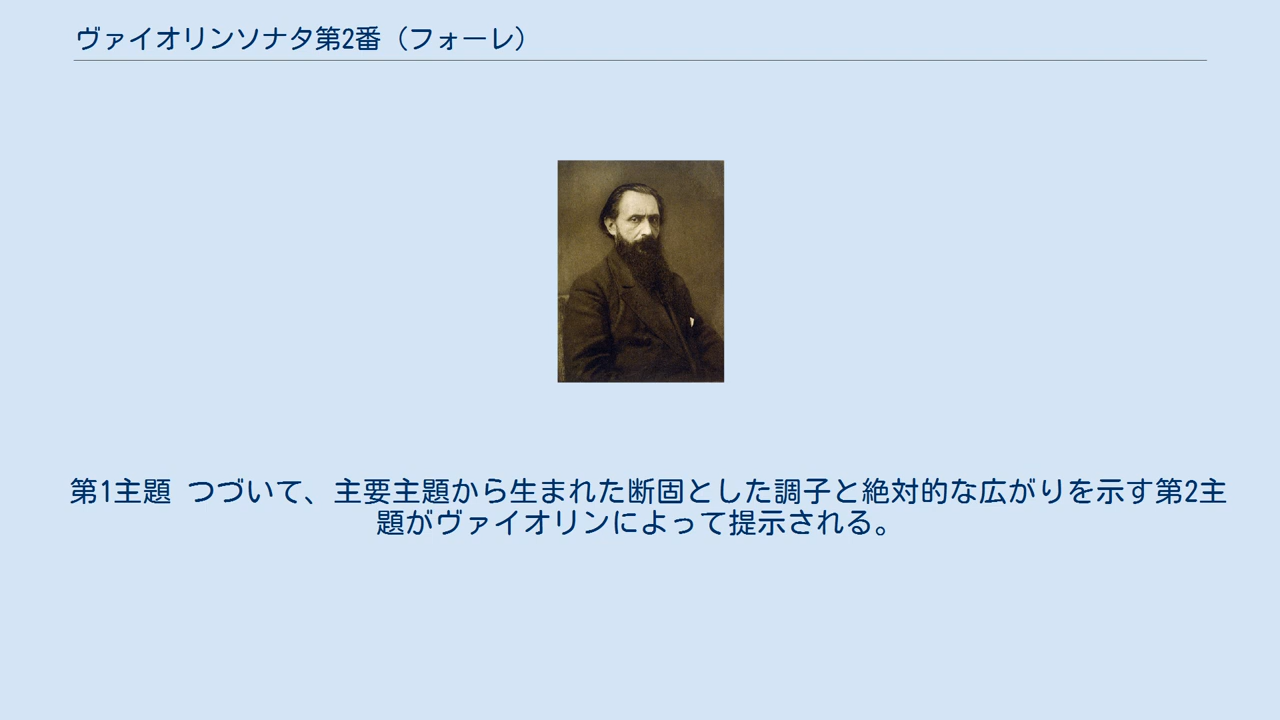 ヴァイオリンソナタ第2番（フォーレ）
第1主題 つづいて、主要主題から生まれた断固とした調子と絶対的な広がりを示す第2主
題がヴァイオリンによって提示される。